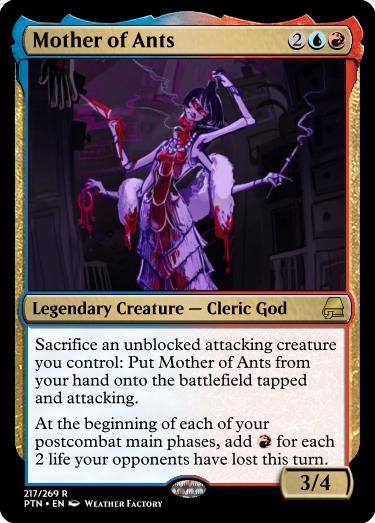 Mother of Ants 2
Legendary Creature — Cleric God
Sacrifice an unblocked attacking creature
you control: Put Mother of Ants from
your hand onto the battlefield tapped
and attacking.
At the beginning of each of your
postcombat main phases, add for each
2 life your opponents have lost this turn.
3/4
217/269 R
PTN • EN Weather Factory